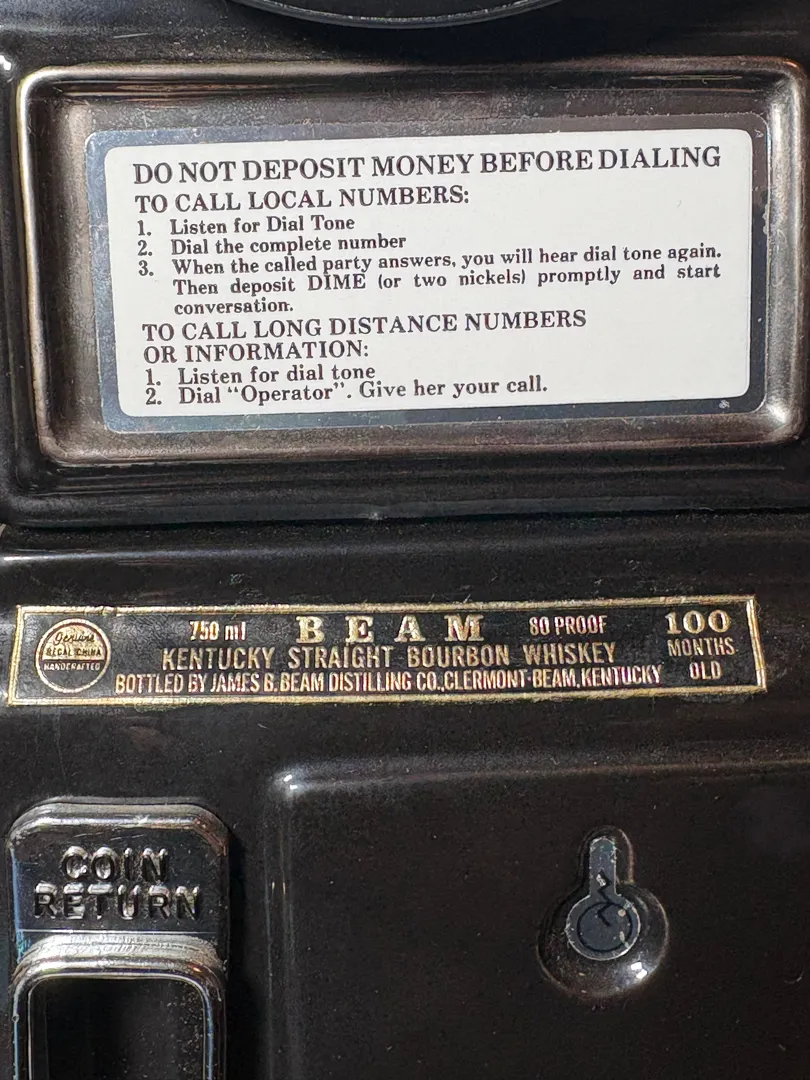 DO NOT DEPOSIT MONEY BEFORE DIALING
TO CALL LOCAL NUMBERS:
1. Listen for Dial Tone
2. Dial the complete number
3. When the called party answers, you will hear dial tone again.
Then deposit DIME (or two nickels) promptly and start
conversation.
TO CALL LONG DISTANCE NUMBERS
OR INFORMATION:
1. Listen for dial tone
2. Dial “Operator”. Give her your call.
Genuine
REGAL CHINA
HANDCRAFTED
750 ml BEAM 80 PROOF
KENTUCKY STRAIGHT BOURBON WHISKEY
BOTTLED BY JAMES B. BEAM DISTILLING CO., CLERMONT-BEAM, KENTUCKY
100
MONTHS
OLD
COIN
RETURN